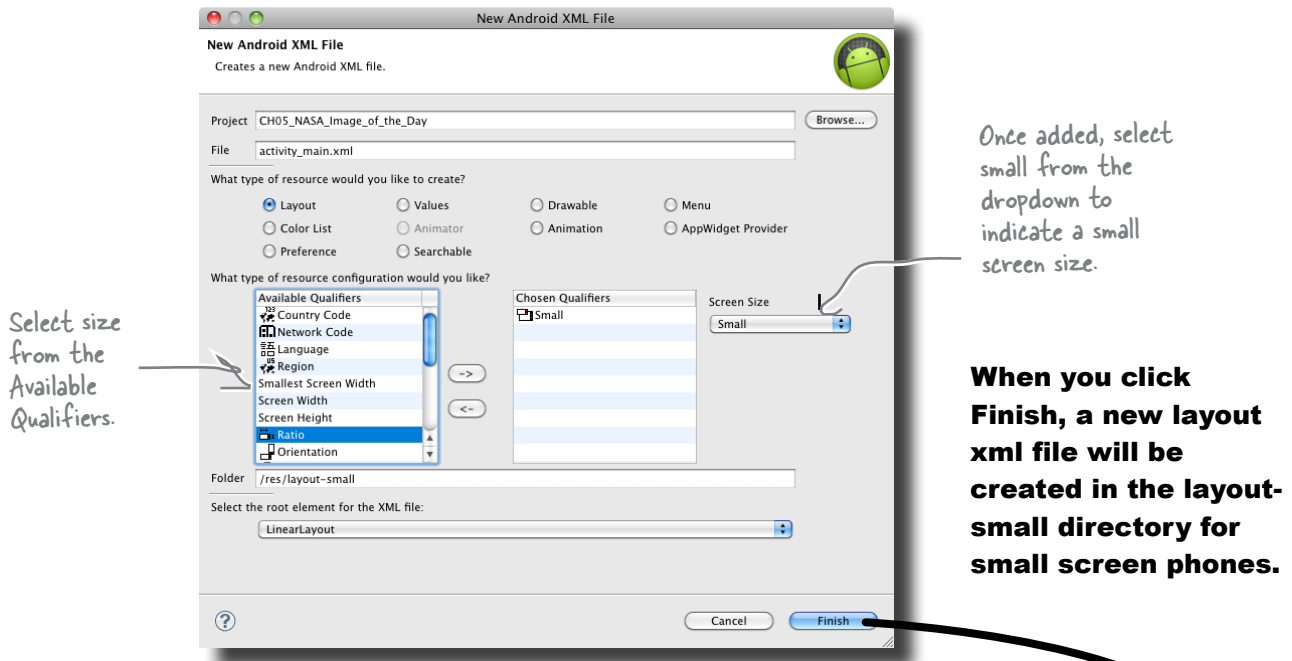 New Android XML File
New Android XML File
Creates a new Android XML file.
Project CH05_NASA_Image_of_the_Day Browse...
File activity_main.xml
What type of resource would you like to create?
Layout Values Drawable Menu
Color List Animator Animation AppWidget Provider
Preference Searchable
What type of resource configuration would you like?
Available Qualifiers
123 Country Code
Network Code
Language
US Region
Smallest Screen Width
Screen Width
Screen Height
Ratio
Orientation
->
<-
Chosen Qualifiers
Small
Screen Size
Small
Folder /res/layout-small
Select the root element for the XML file:
LinearLayout
? Cancel Finish
Select size
from the
Available
Qualifiers.
Once added, select
small from the
dropdown to
indicate a small
screen size.
When you click
Finish, a new layout
xml file will be
created in the layout-
small directory for
small screen phones.